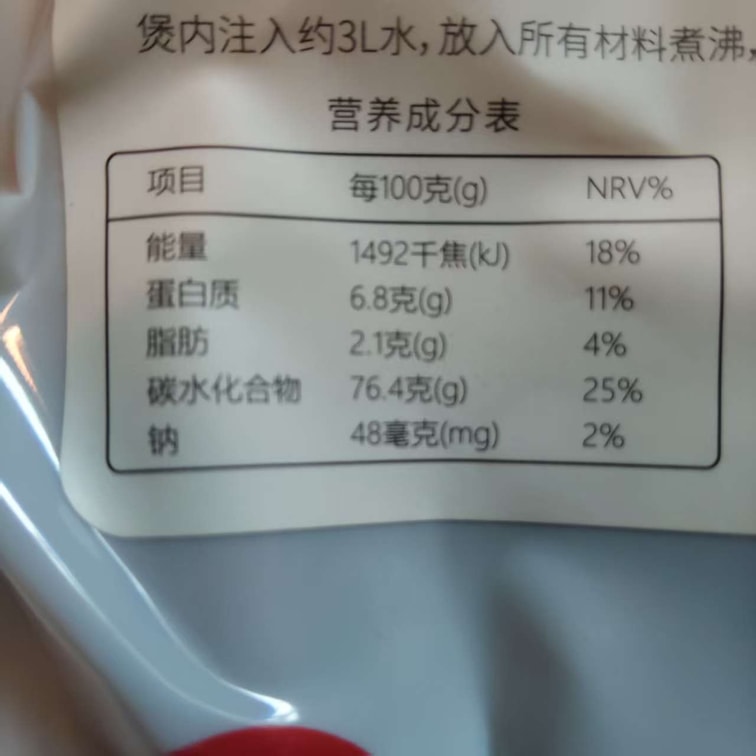 煲内注入约3L水，放入所有材料煮沸，
营养成分表
项目 每100克(g) NRV%
能量 1492千焦(kJ) 18%
蛋白质 6.8克(g) 11%
脂肪 2.1克(g) 4%
碳水化合物 76.4克(g) 25%
钠 48毫克(mg) 2%